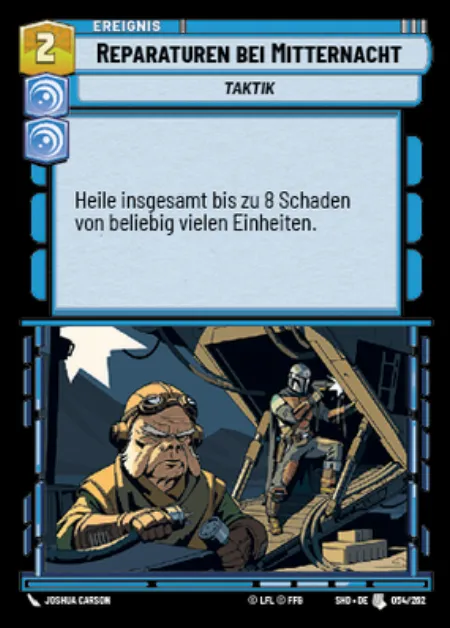 EREIGNIS
2
REPARATUREN BEI MITTERNACHT
TAKTIK
Heile insgesamt bis zu 8 Schaden
von beliebig vielen Einheiten.
JOSHUA CARSON
© LFL © FFG
SHD • DE
054/262